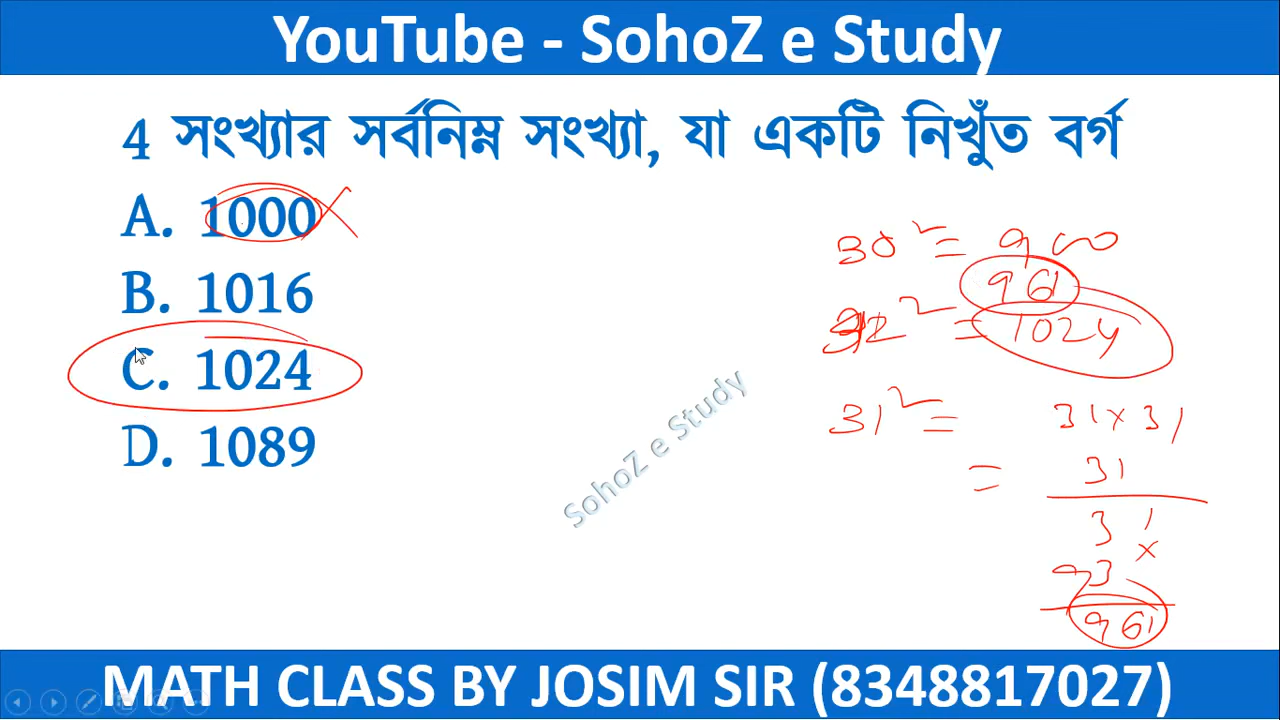 YouTube - SohoZ e Study
4 সংখ্যার সর্বনিম্ন সংখ্যা, যা একটি নিখুঁত বর্গ
A. 1000
B. 1016
C. 1024
D. 1089
30² = 900
961
32² = 1024
31² = 31×31
= 31
31
93×
961
SohoZ e Study
MATH CLASS BY JOSIM SIR (8348817027)